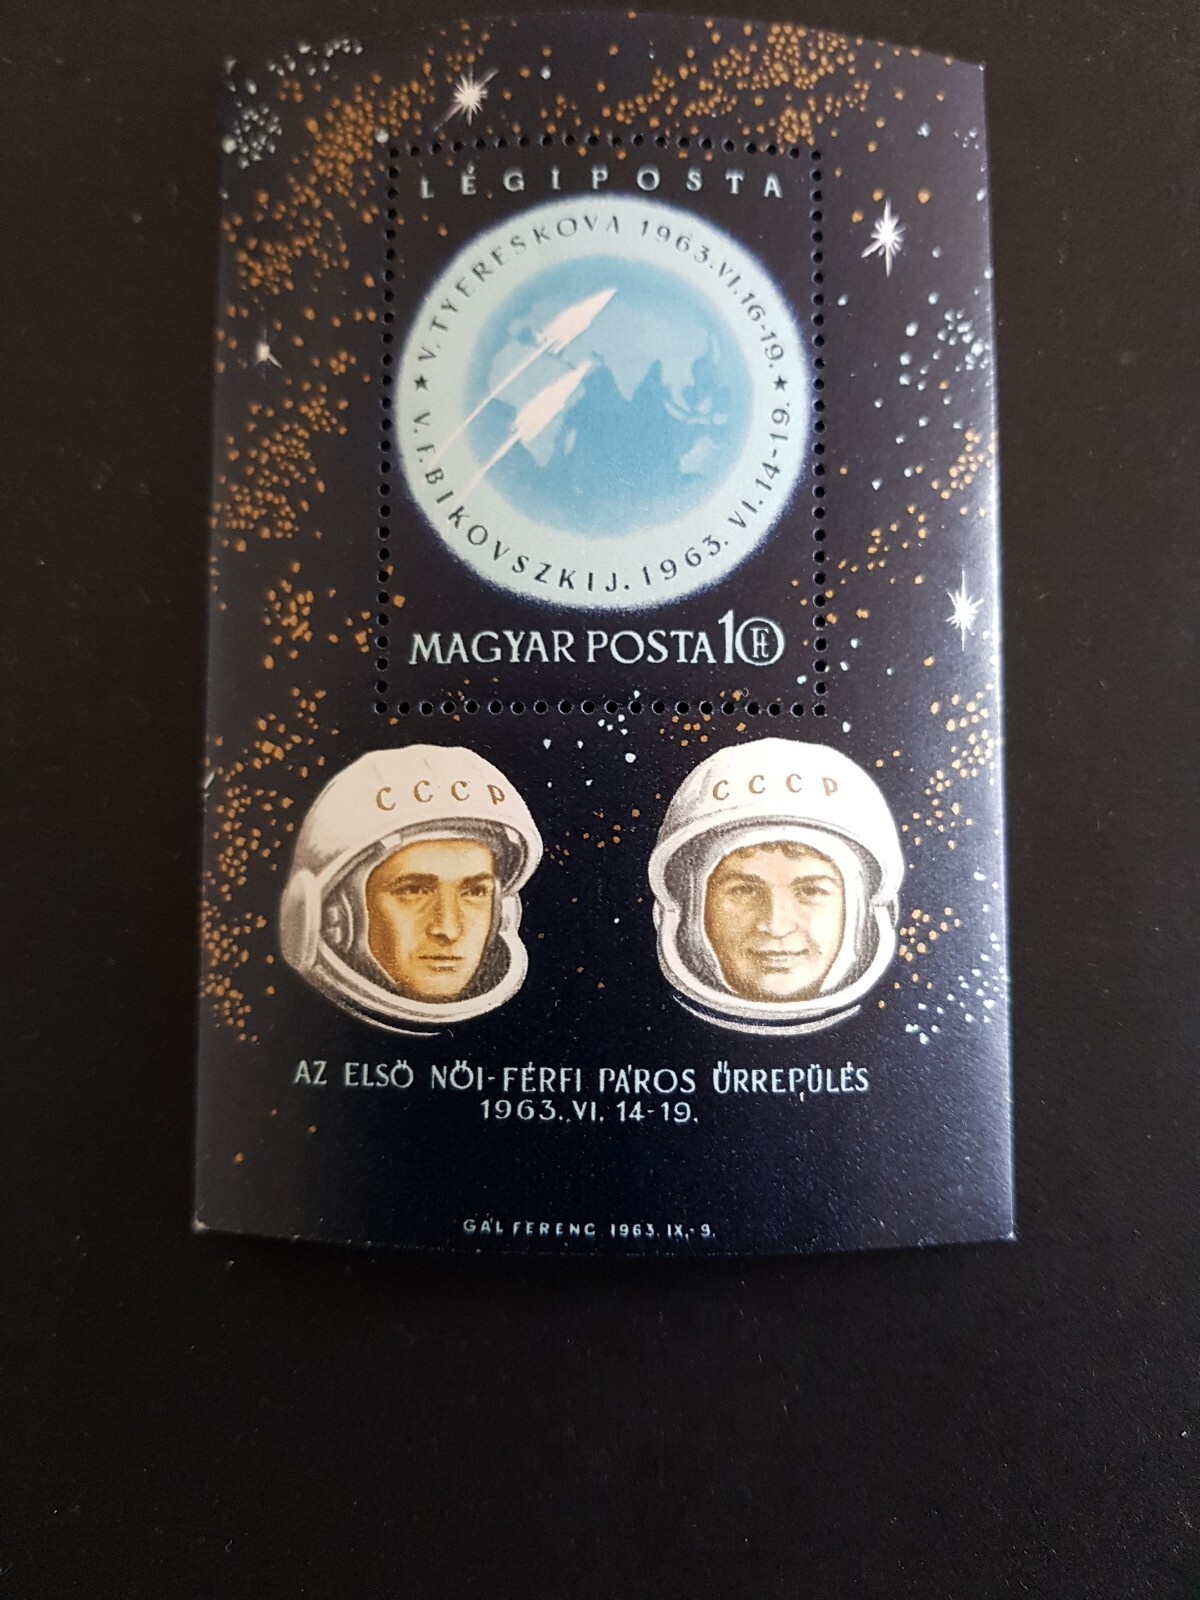 LÉGIPOSTA
★ V. TYERESKOVA 1963. VI. 16-19. ★
V. F. BIKOVSZKIJ. 1963. VI. 14-19.
MAGYAR POSTA 10 Ft
CCCP
CCCP
AZ ELSŐ NŐI-FÉRFI PÁROS ŰRREPÜLÉS
1963. VI. 14-19.
GÁL FERENC 1963. IX.- 9.